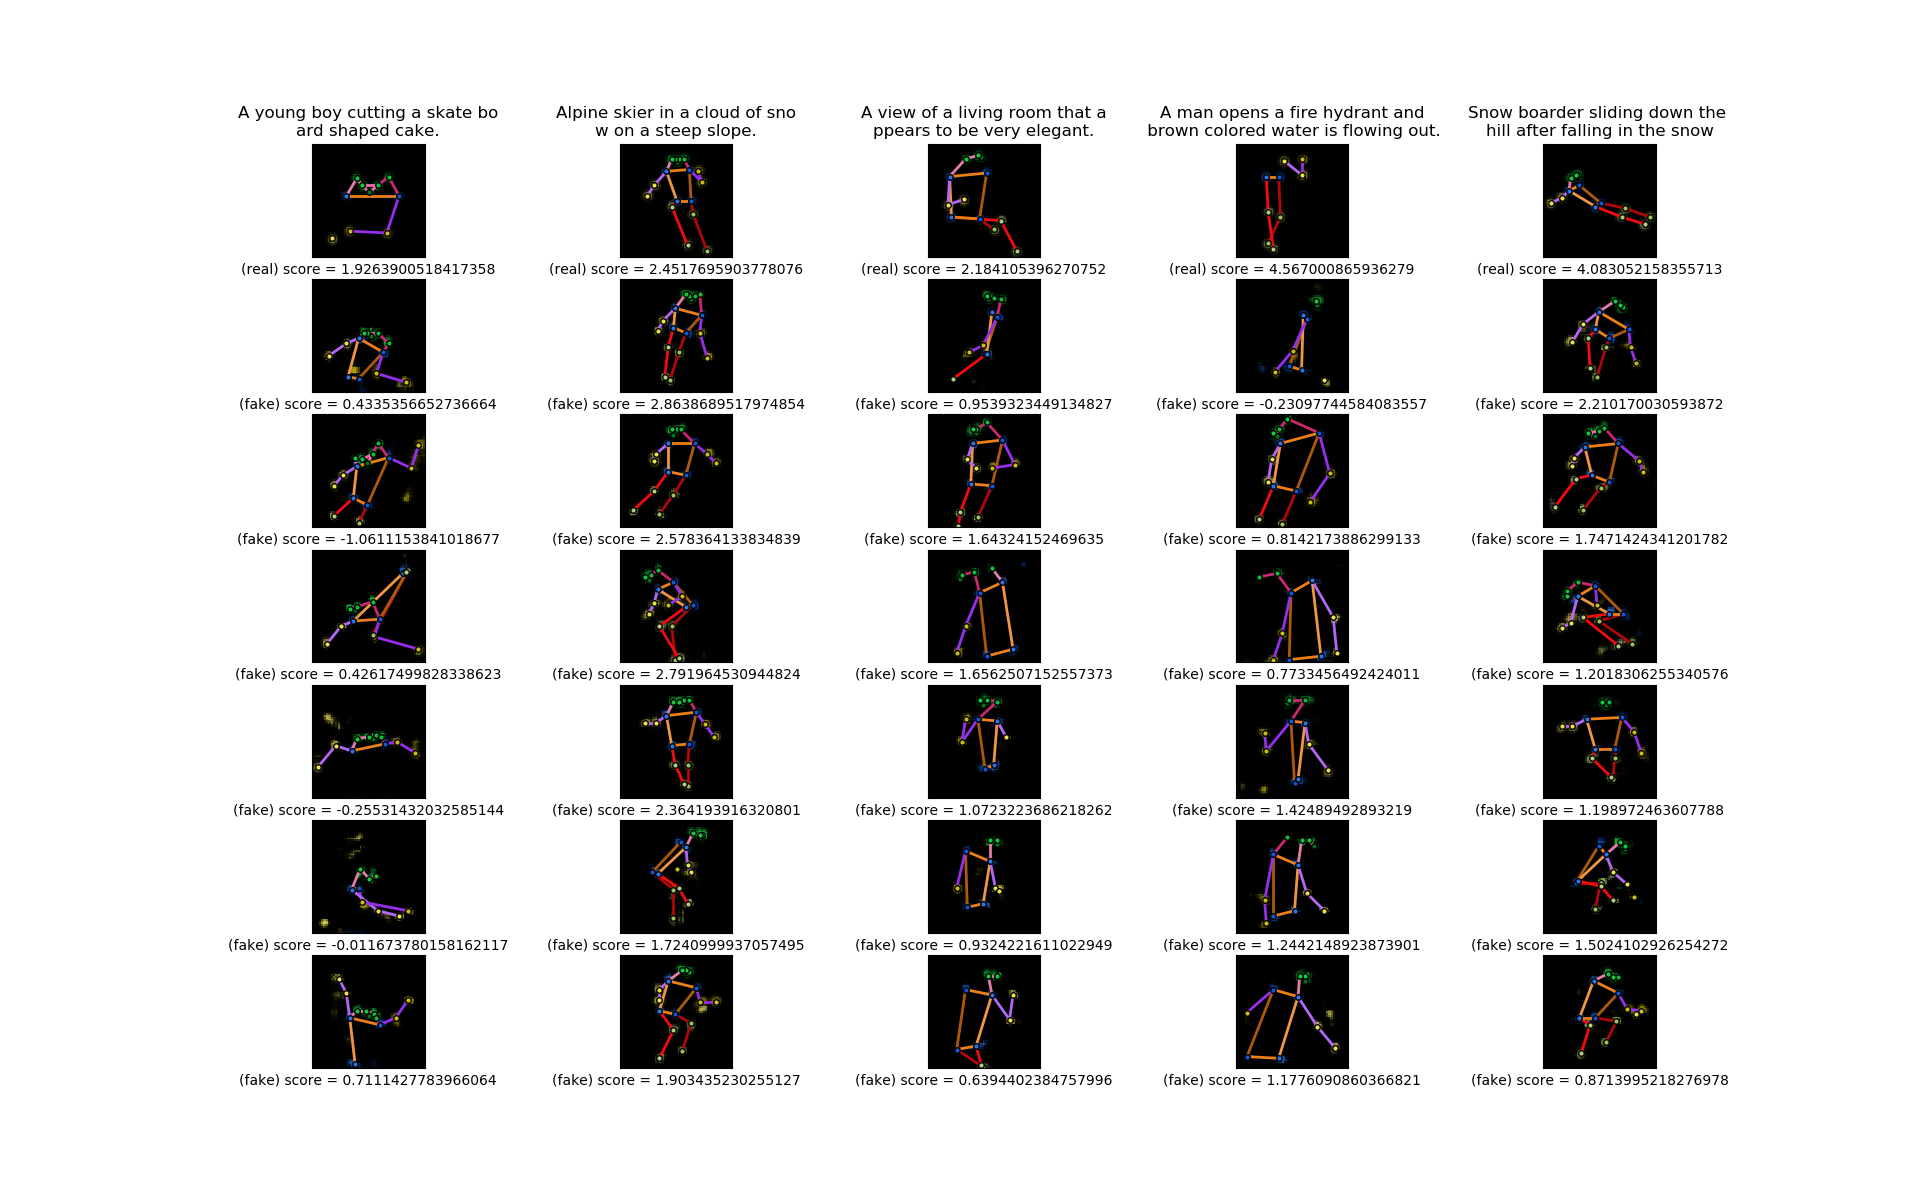 A young boy cutting a skate bo
ard shaped cake.
Alpine skier in a cloud of sno
w on a steep slope.
A view of a living room that a
ppears to be very elegant.
A man opens a fire hydrant and
brown colored water is flowing out.
Snow boarder sliding down the
hill after falling in the snow
(real) score = 1.9263900518417358
(real) score = 2.4517695903778076
(real) score = 2.184105396270752
(real) score = 4.567000865936279
(real) score = 4.083052158355713
(fake) score = 0.4335356652736664
(fake) score = 2.8638689517974854
(fake) score = 0.9539323449134827
(fake) score = -0.23097744584083557
(fake) score = 2.210170030593872
(fake) score = -1.0611153841018677
(fake) score = 2.578364133834839
(fake) score = 1.64324152469635
(fake) score = 0.8142173886299133
(fake) score = 1.7471424341201782
(fake) score = 0.42617499828338623
(fake) score = 2.791964530944824
(fake) score = 1.6562507152557373
(fake) score = 0.7733456492424011
(fake) score = 1.2018306255340576
(fake) score = -0.25531432032585144
(fake) score = 2.364193916320801
(fake) score = 1.0723223686218262
(fake) score = 1.42489492893219
(fake) score = 1.198972463607788
(fake) score = -0.011673780158162117
(fake) score = 1.7240999937057495
(fake) score = 0.9324221611022949
(fake) score = 1.2442148923873901
(fake) score = 1.5024102926254272
(fake) score = 0.7111427783966064
(fake) score = 1.903435230255127
(fake) score = 0.6394402384757996
(fake) score = 1.1776090860366821
(fake) score = 0.8713995218276978